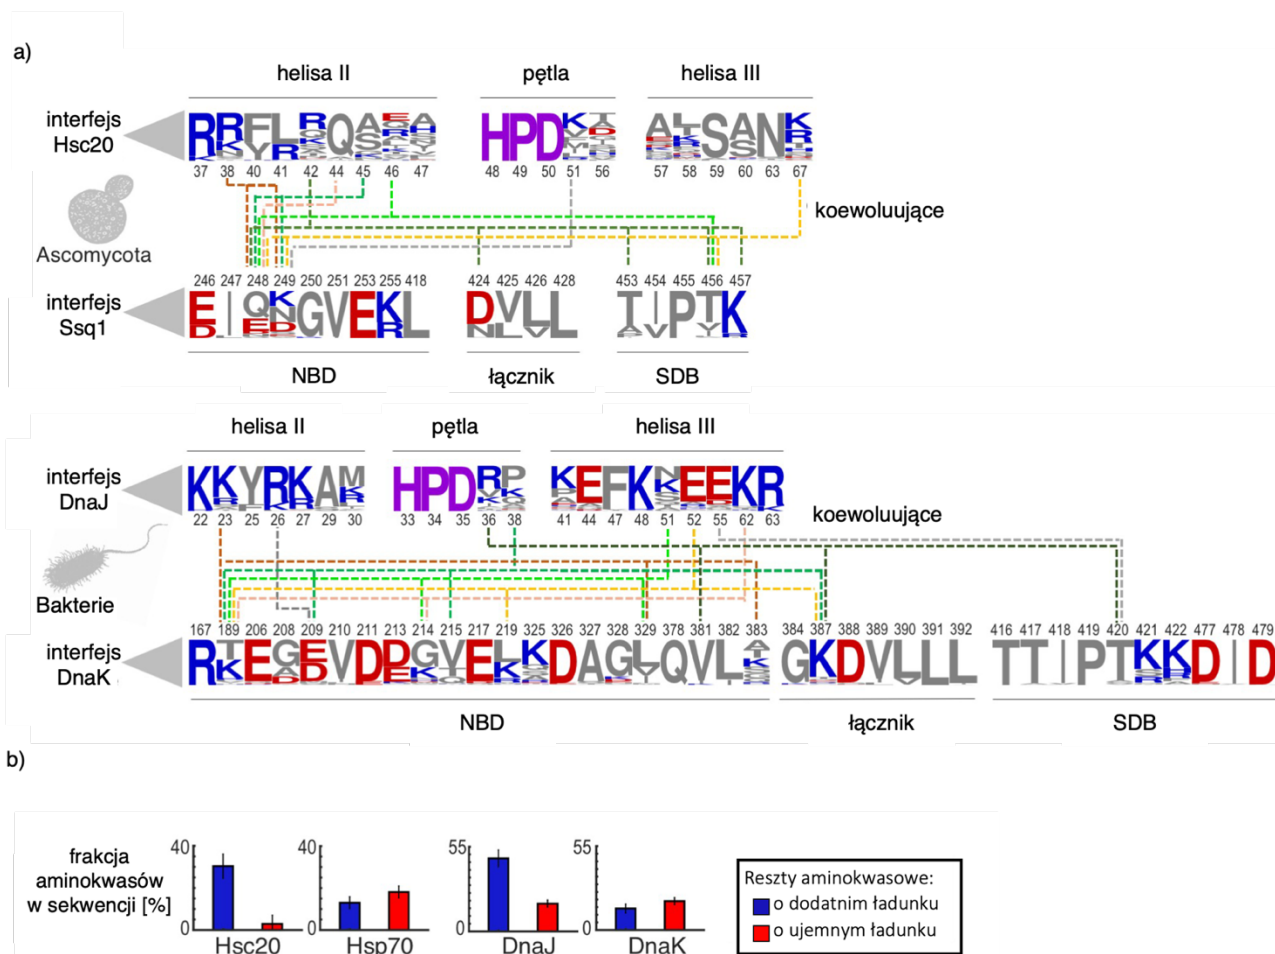 a)
helisa II pętla helisa III
interfejs
Hsc20
37 38 40 41 42 44 45 46 47 48 49 50 51 56 57 58 59 60 63 67
HPD
koewoluujące
Ascomycota
246 247 248 249 250 251 253 255 418 424 425 426 428 453 454 455 456 457
interfejs
Ssq1
NBD łącznik SDB
helisa II pętla helisa III
interfejs
DnaJ
HPD
22 23 25 26 27 29 30 33 34 35 36 38 41 44 47 48 51 52 55 62 63
koewoluujące
Bakterie
167 189 206 208 209 210 211 213 214 215 217 219 325 326 327 328 329 378 381 382 383 384 387 388 389 390 391 392 416 417 418 419 420 421 422 477 478 479
interfejs
DnaK
NBD łącznik SDB
b)
frakcja
aminokwasów
w sekwencji [%]
40 40 55 55
0 0 0 0
Hsc20 Hsp70 DnaJ DnaK
Reszty aminokwasowe:
o dodatnim ładunku
o ujemnym ładunku